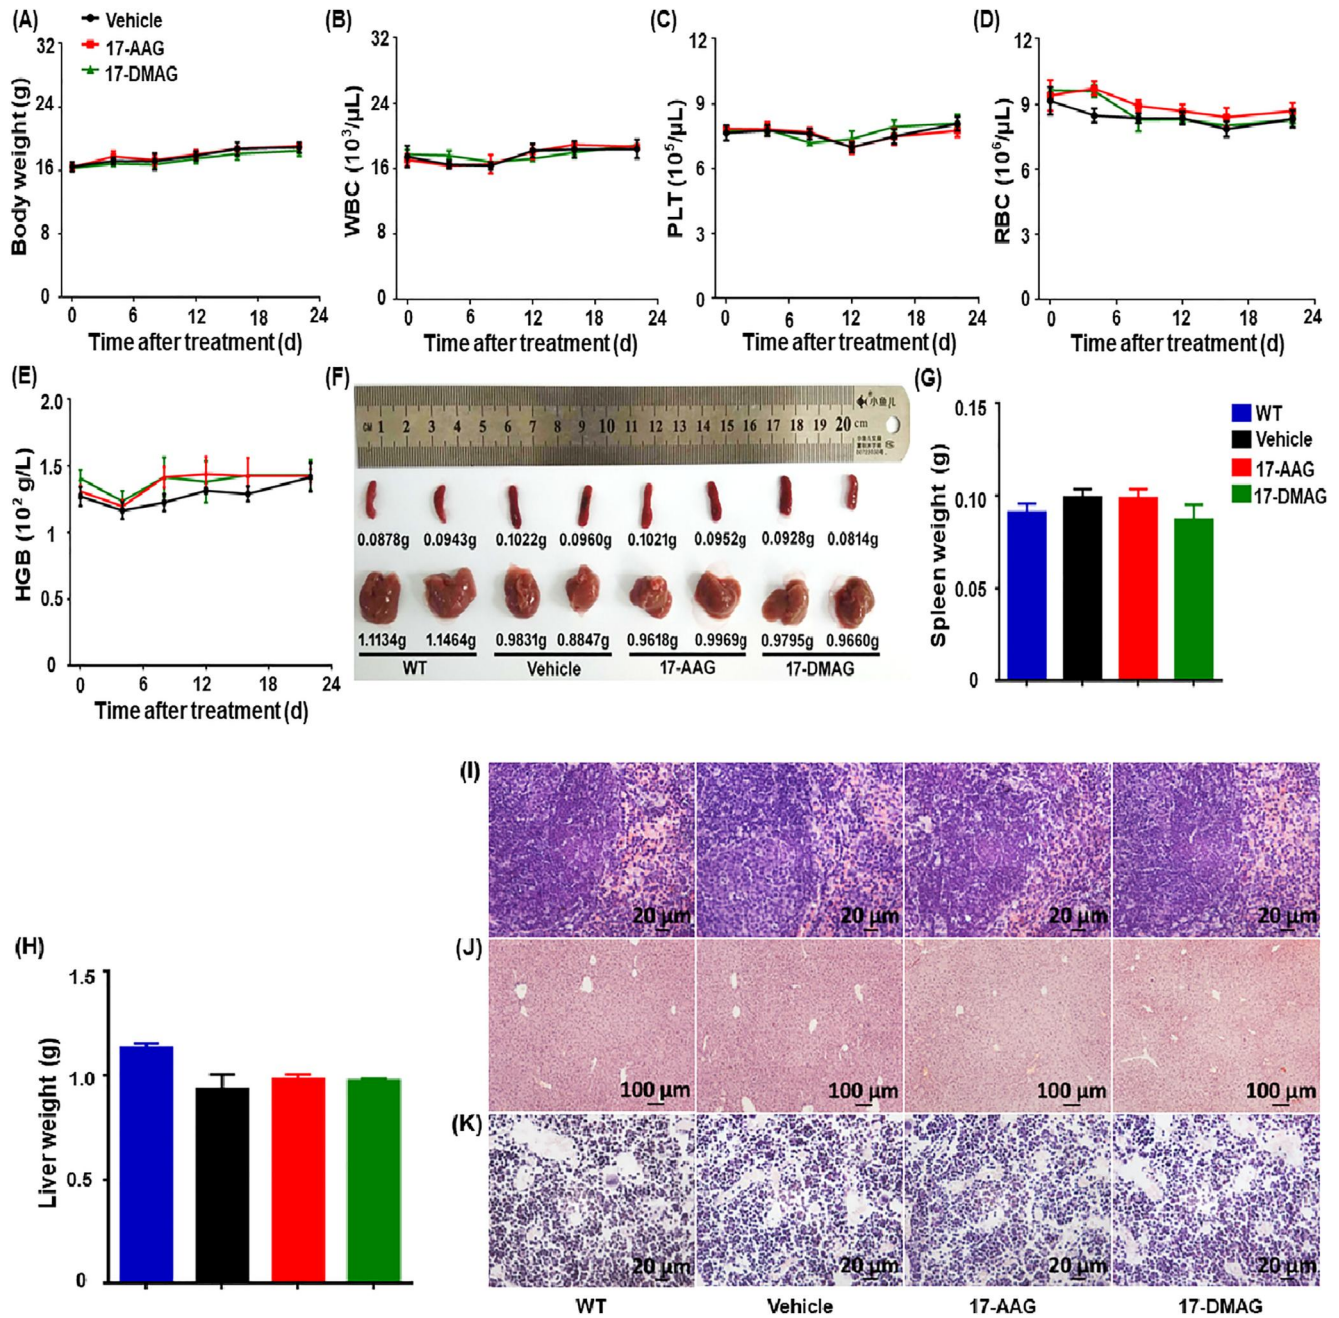 (A)
Vehicle
17-AAG
17-DMAG
Body weight (g)
32
24
16
8
0
0 6 12 18 24
Time after treatment (d)
(B)
WBC (10³/µL)
32
24
16
8
0
0 6 12 18 24
Time after treatment (d)
(C)
PLT (10⁵/µL)
12
9
6
3
0
0 6 12 18 24
Time after treatment (d)
(D)
RBC (10⁶/µL)
12
9
6
3
0
0 6 12 18 24
Time after treatment (d)
(E)
HGB (10² g/L)
2.0
1.5
1.0
0.5
0
0 6 12 18 24
Time after treatment (d)
(F)
CM 1 2 3 4 5 6 7 8 9 10 11 12 13 14 15 16 17 18 19 20 cm
小鱼儿
0.0878g 0.0943g 0.1022g 0.0960g 0.1021g 0.0952g 0.0928g 0.0814g
1.1134g 1.1464g 0.9831g 0.8847g 0.9618g 0.9969g 0.9795g 0.9660g
WT Vehicle 17-AAG 17-DMAG
(G)
Spleen weight (g)
0.15
0.10
0.05
0
WT
Vehicle
17-AAG
17-DMAG
(H)
Liver weight (g)
1.5
1.0
0.5
0
(I)
20 µm 20 µm 20 µm 20 µm
(J)
100 µm 100 µm 100 µm 100 µm
(K)
20 µm 20 µm 20 µm 20 µm
WT Vehicle 17-AAG 17-DMAG